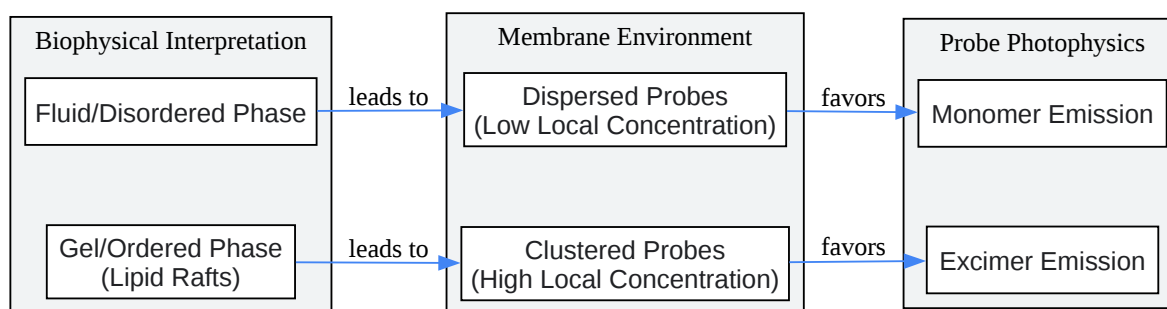 Biophysical Interpretation
Membrane Environment
Probe Photophysics
Fluid/Disordered Phase
leads to
Dispersed Probes
(Low Local Concentration)
favors
Monomer Emission
Gel/Ordered Phase
(Lipid Rafts)
leads to
Clustered Probes
(High Local Concentration)
favors
Excimer Emission